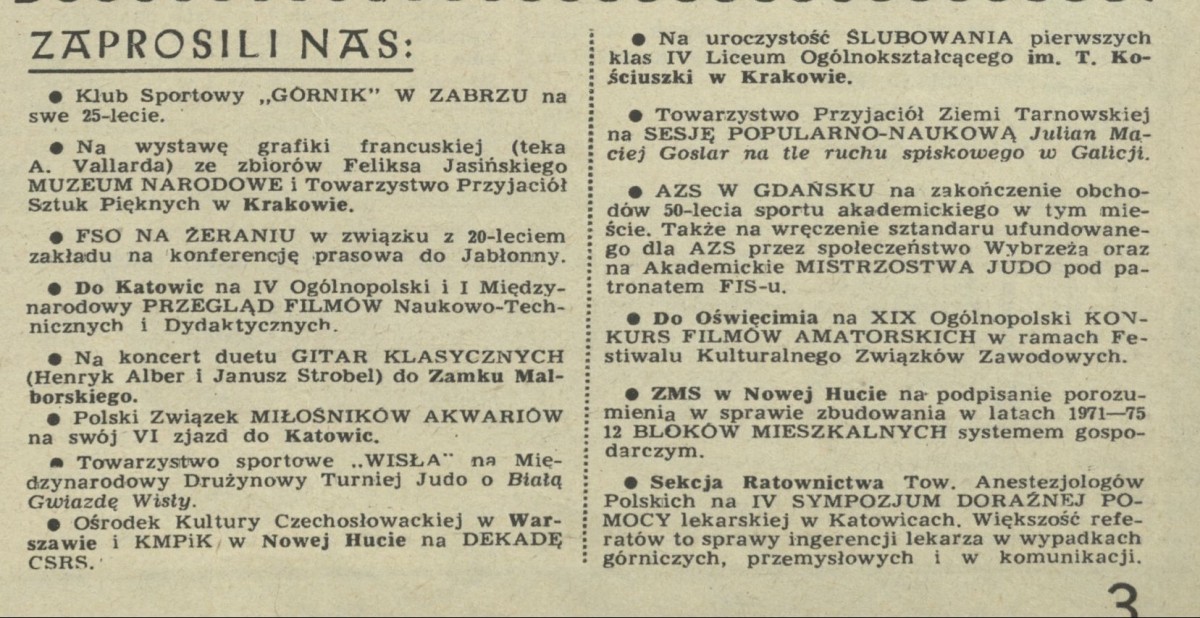 ZAPROSILI NAS:
● Klub Sportowy „GÓRNIK” W ZABRZU na
swe 25-lecie.
● Na wystawę grafiki francuskiej (teka
A. Vallarda) ze zbiorów Feliksa Jasińskiego
MUZEUM NARODOWE i Towarzystwo Przyjaciół
Sztuk Pięknych w Krakowie.
● FSO NA ŻERANIU w związku z 20-leciem
zakładu na konferencję prasowa do Jabłonny.
● Do Katowic na IV Ogólnopolski i I Między-
narodowy PRZEGLĄD FILMÓW Naukowo-Tech-
nicznych i Dydaktycznych.
● Na koncert duetu GITAR KLASYCZNYCH
(Henryk Alber i Janusz Strobel) do Zamku Mal-
borskiego.
● Polski Związek MIŁOŚNIKÓW AKWARIÓW
na swój VI zjazd do Katowic.
● Towarzystwo sportowe „WISŁA” na Mię-
dzynarodowy Drużynowy Turniej Judo o Białą
Gwiazdę Wisły.
● Ośrodek Kultury Czechosłowackiej w War-
szawie i KMPiK w Nowej Hucie na DEKADĘ
CSRS.
● Na uroczystość ŚLUBOWANIA pierwszych
klas IV Liceum Ogólnokształcącego im. T. Ko-
ściuszki w Krakowie.
● Towarzystwo Przyjaciół Ziemi Tarnowskiej
na SESJĘ POPULARNO-NAUKOWĄ Julian Ma-
ciej Goslar na tle ruchu spiskowego w Galicji.
● AZS W GDAŃSKU na zakończenie obcho-
dów 50-lecia sportu akademickiego w tym mie-
ście. Także na wręczenie sztandaru ufundowane-
go dla AZS przez społeczeństwo Wybrzeża oraz
na Akademickie MISTRZOSTWA JUDO pod pa-
tronatem FIS-u.
● Do Oświęcimia na XIX Ogólnopolski KON-
KURS FILMÓW AMATORSKICH w ramach Fe-
stiwalu Kulturalnego Związków Zawodowych.
● ZMS w Nowej Hucie na podpisanie porozu-
mienią w sprawie zbudowania w latach 1971—75
12 BLOKÓW MIESZKALNYCH systemem gospo-
darczym.
● Sekcja Ratownictwa Tow. Anestezjologów
Polskich na IV SYMPOZJUM DORAŹNEJ PO-
MOCY lekarskiej w Katowicach. Większość refe-
ratów to sprawy ingerencji lekarza w wypadkach
górniczych, przemysłowych i w komunikacji.
3